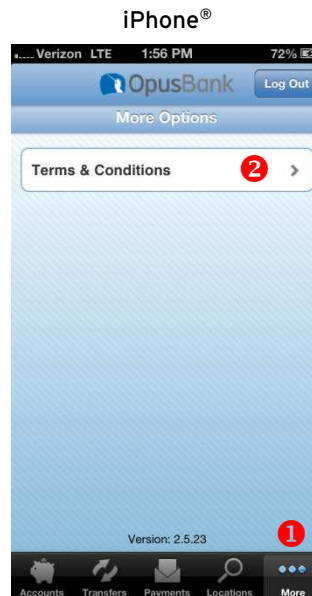 iPhone®
Verizon LTE 1:56 PM 72%
OpusBank Log Out
More Options
Terms & Conditions 2 >
Version: 2.5.23
1
Accounts Transfers Payments Locations More